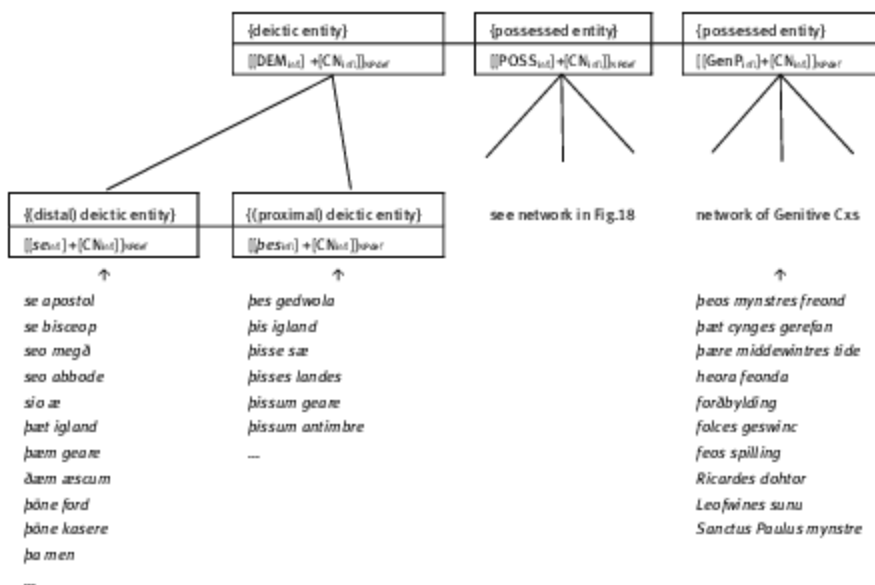 {deictic entity}
[[DEMinfl] +[CNinfl]]NPdef
{possessed entity}
[[POSSinfl]+[CNinfl]]NPdef
{possessed entity}
[[GenPinfl]+[CNinfl]]NPdef
{(distal) deictic entity}
[[seinfl]+[CNinfl]]NPdef
{(proximal) deictic entity}
[[þesinfl] +[CNinfl]]NPdef
see network in Fig.18
network of Genitive Cxs
↑
se apostol
se bisceop
seo megð
seo abbode
sio æ
þæt igland
þæm geare
ðæm æscum
þone ford
þone kasere
þa men
...
↑
þes gedwola
þis igland
þisse sæ
þisses landes
þissum geare
þissum antimbre
...
↑
þeos mynstres freond
þæt cynges gerefan
þære middewintres tide
heora feonda
forðbylding
folces geswinc
feos spilling
Ricardes dohtor
Leofwines sunu
Sanctus Paulus mynstre